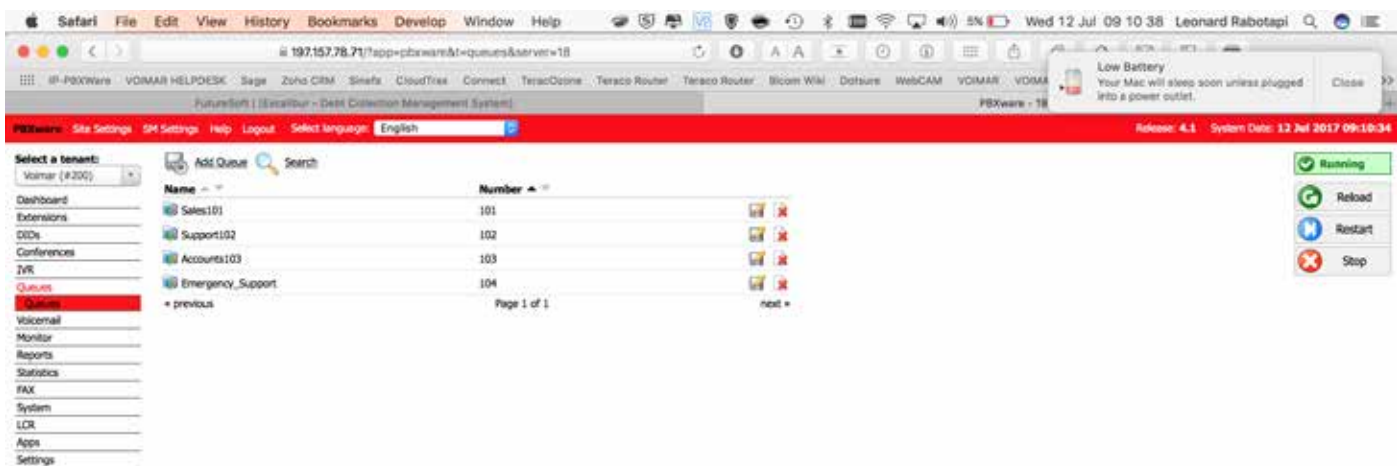 Safari File Edit View History Bookmarks Develop Window Help 5% Wed 12 Jul 09 10 38 Leonard Rabotapi
197.157.78.71/?app=pbxware&t=queues&server=18
IP-PBXWare VOIMAR HELPDESK Sage Zoho CRM Sinefa CloudTrax Connect TeracOzone Teraco Router Teraco Router Bicom Wiki Dotsure WebCAM VOIMAR
Low Battery
Your Mac will sleep soon unless plugged
into a power outlet.
Close
FutureSoft | (Excalibur - Debt Collection Management System)
PBXware - 19
PBXware Site Settings SM Settings Help Logout Select language: English Release: 4.1 System Date: 12 Jul 2017 09:10:34
Select a tenant:
Voimar (#200)
Dashboard
Extensions
DIDs
Conferences
IVR
Queues
Queues
Voicemail
Monitor
Reports
Statistics
FAX
System
LCR
Apps
Settings
Add Queue Search
Name Number
Sales101 101
Support102 102
Accounts103 103
Emergency_Support 104
« previous Page 1 of 1 next »
Running
Reload
Restart
Stop